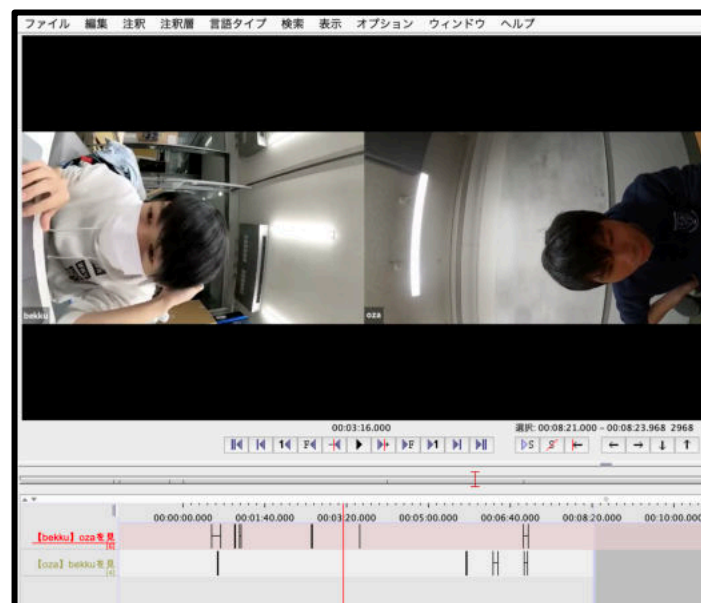 ファイル 編集 注釈 注釈層 言語タイプ 検索 表示 オプション ウィンドウ ヘルプ
bekku
oza
00:03:16.000
選択: 00:08:21.000 - 00:08:23.968 2968
1 F F 1 S S
00:00:00.000 00:01:40.000 00:03:20.000 00:05:00.000 00:06:40.000 00:08:20.000 00:10:00.000
【bekku】ozaを見
【oza】bekkuを見